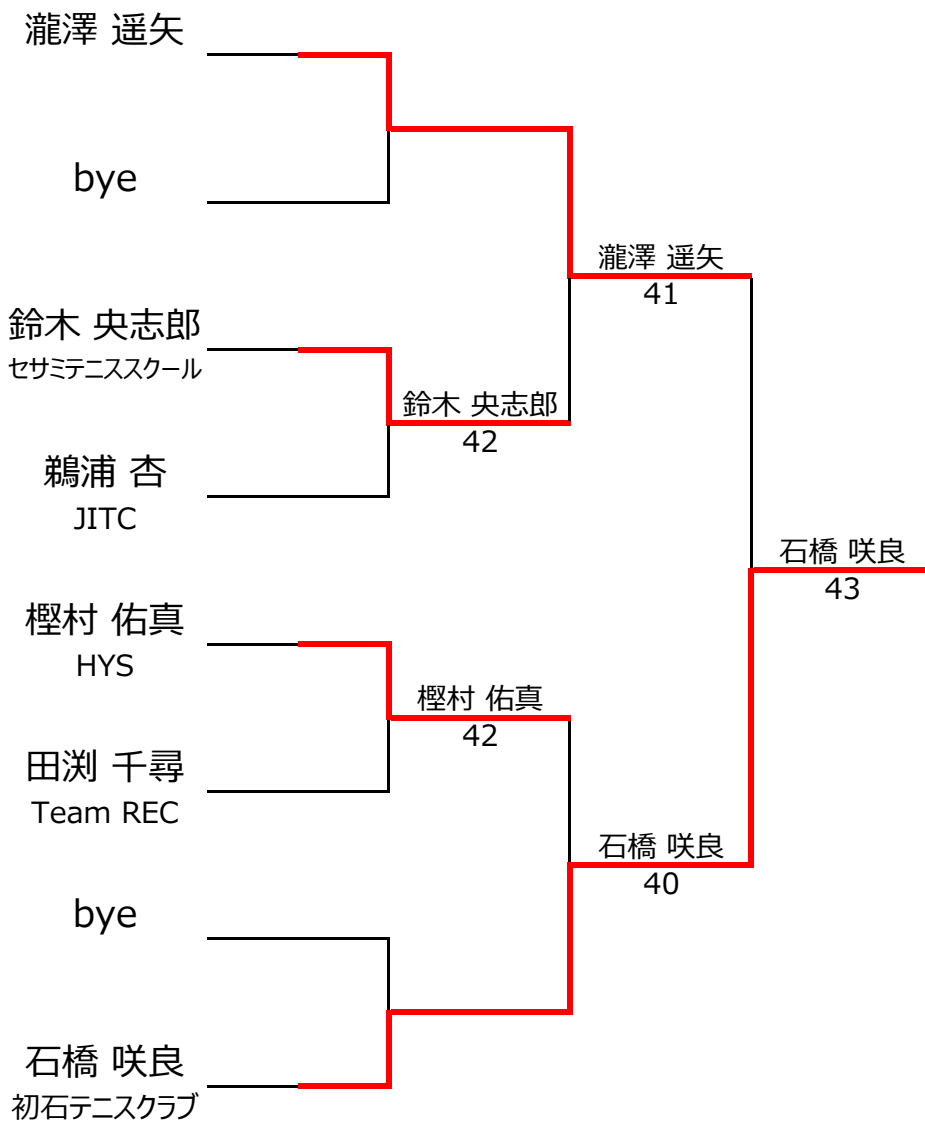 瀧澤 遥矢
bye
鈴木 央志郎
セサミテニススクール
鵜浦 杏
JITC
樫村 佑真
HYS
田渕 千尋
Team REC
bye
石橋 咲良
初石テニスクラブ
鈴木 央志郎
42
樫村 佑真
42
瀧澤 遥矢
41
石橋 咲良
40
石橋 咲良
43